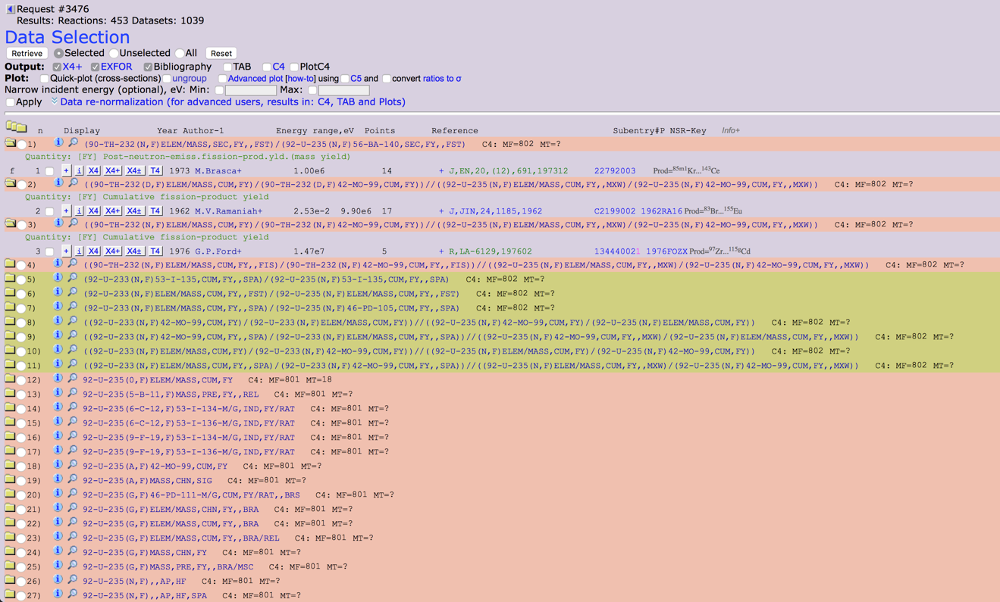 Request #3476
Results: Reactions: 453 Datasets: 1039
Data Selection
Retrieve Selected Unselected All Reset
Output: X4+ EXFOR Bibliography TAB C4 PlotC4
Plot: Quick-plot (cross-sections) ungroup Advanced plot [how-to] using C5 and convert ratios to σ
Narrow incident energy (optional), eV: Min: Max:
Apply Data re-normalization (for advanced users, results in: C4, TAB and Plots)
n Display Year Author-1 Energy range,eV Points Reference Subentry#P NSR-Key Info+
1) i (90-TH-232(N,F)ELEM/MASS,SEC,FY,,FST)/(92-U-235(N,F)56-BA-140,SEC,FY,,FST) C4: MF=802 MT=?
Quantity: [FY] Post-neutron-emiss.fission-prod.yld.(mass yield)
f 1 + i X4 X4+ X4± T4 1973 M.Brasca+ 1.00e6 14 + J,EN,20,(12),691,197312 22792003 Prod=85m1Kr...143Ce
2) i ((90-TH-232(D,F)ELEM/MASS,CUM,FY)/(90-TH-232(D,F)42-MO-99,CUM,FY))//((92-U-235(N,F)ELEM/MASS,CUM,FY,,MXW)/(92-U-235(N,F)42-MO-99,CUM,FY,,MXW)) C4: MF=802 MT=?
Quantity: [FY] Cumulative fission-product yield
2 + i X4 X4+ X4± T4 1962 M.V.Ramaniah+ 2.53e-2 9.90e6 17 + J,JIN,24,1185,1962 C2199002 1962RA16 Prod=83Br...155Eu
3) i ((90-TH-232(N,F)ELEM/MASS,CUM,FY)/(90-TH-232(N,F)42-MO-99,CUM,FY))//((92-U-235(N,F)ELEM/MASS,CUM,FY,,MXW)/(92-U-235(N,F)42-MO-99,CUM,FY,,MXW)) C4: MF=802 MT=?
Quantity: [FY] Cumulative fission-product yield
3 + i X4 X4+ X4± T4 1976 G.P.Ford+ 1.47e7 5 + R,LA-6129,197602 134440021 1976FOZX Prod=97Zr...115gCd
4) i ((90-TH-232(N,F)ELEM/MASS,CUM,FY,,FIS)/(90-TH-232(N,F)42-MO-99,CUM,FY,,FIS))//((92-U-235(N,F)ELEM/MASS,CUM,FY,,MXW)/(92-U-235(N,F)42-MO-99,CUM,FY,,MXW)) C4: MF=802 MT=?
5) i (92-U-233(N,F)53-I-135,CUM,FY,,SPA)/(92-U-235(N,F)53-I-135,CUM,FY,,SPA) C4: MF=802 MT=?
6) i (92-U-233(N,F)ELEM/MASS,CUM,FY,,FST)/(92-U-235(N,F)ELEM/MASS,CUM,FY,,FST) C4: MF=802 MT=?
7) i (92-U-233(N,F)ELEM/MASS,CUM,FY,,SPA)/(92-U-235(N,F)46-PD-105,CUM,FY,,SPA) C4: MF=802 MT=?
8) i ((92-U-233(N,F)42-MO-99,CUM,FY)/(92-U-233(N,F)ELEM/MASS,CUM,FY))//((92-U-235(N,F)42-MO-99,CUM,FY)/(92-U-235(N,F)ELEM/MASS,CUM,FY)) C4: MF=802 MT=?
9) i ((92-U-233(N,F)42-MO-99,CUM,FY,,SPA)/(92-U-233(N,F)ELEM/MASS,CUM,FY,,SPA))//((92-U-235(N,F)42-MO-99,CUM,FY,,MXW)/(92-U-235(N,F)ELEM/MASS,CUM,FY,,MXW)) C4: MF=802 MT=?
10) i ((92-U-233(N,F)ELEM/MASS,CUM,FY)/(92-U-233(N,F)42-MO-99,CUM,FY))//((92-U-235(N,F)ELEM/MASS,CUM,FY)/(92-U-235(N,F)42-MO-99,CUM,FY)) C4: MF=802 MT=?
11) i ((92-U-233(N,F)ELEM/MASS,CUM,FY,,SPA)/(92-U-233(N,F)42-MO-99,CUM,FY,,SPA))//((92-U-235(N,F)ELEM/MASS,CUM,FY,,MXW)/(92-U-235(N,F)42-MO-99,CUM,FY,,MXW)) C4: MF=802 MT=?
12) i 92-U-235(0,F)ELEM/MASS,CUM,FY C4: MF=801 MT=18
13) i 92-U-235(5-B-11,F)MASS,PRE,FY,,REL C4: MF=801 MT=?
14) i 92-U-235(6-C-12,F)53-I-134-M/G,IND,FY/RAT C4: MF=801 MT=?
15) i 92-U-235(6-C-12,F)53-I-136-M/G,IND,FY/RAT C4: MF=801 MT=?
16) i 92-U-235(9-F-19,F)53-I-134-M/G,IND,FY/RAT C4: MF=801 MT=?
17) i 92-U-235(9-F-19,F)53-I-136-M/G,IND,FY/RAT C4: MF=801 MT=?
18) i 92-U-235(A,F)42-MO-99,CUM,FY C4: MF=801 MT=?
19) i 92-U-235(A,F)MASS,CHN,SIG C4: MF=801 MT=?
20) i 92-U-235(G,F)46-PD-111-M/G,CUM,FY/RAT,,BRS C4: MF=801 MT=?
21) i 92-U-235(G,F)ELEM/MASS,CHN,FY,,BRA C4: MF=801 MT=?
22) i 92-U-235(G,F)ELEM/MASS,CUM,FY,,BRA C4: MF=801 MT=?
23) i 92-U-235(G,F)ELEM/MASS,CUM,FY,,BRA/REL C4: MF=801 MT=?
24) i 92-U-235(G,F)MASS,CHN,FY C4: MF=801 MT=?
25) i 92-U-235(G,F)MASS,PRE,FY,,BRA/MSC C4: MF=801 MT=?
26) i 92-U-235(N,F),,AP,HF C4: MF=801 MT=?
27) i 92-U-235(N,F),,AP,HF,SPA C4: MF=801 MT=?